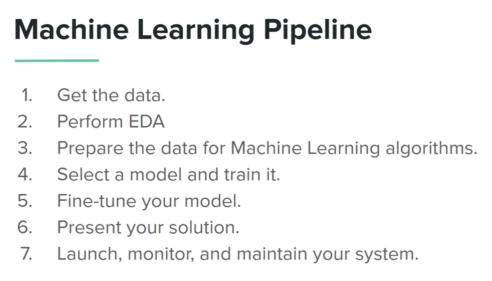 Machine Learning Pipeline
1. Get the data.
2. Perform EDA
3. Prepare the data for Machine Learning algorithms.
4. Select a model and train it.
5. Fine-tune your model.
6. Present your solution.
7. Launch, monitor, and maintain your system.